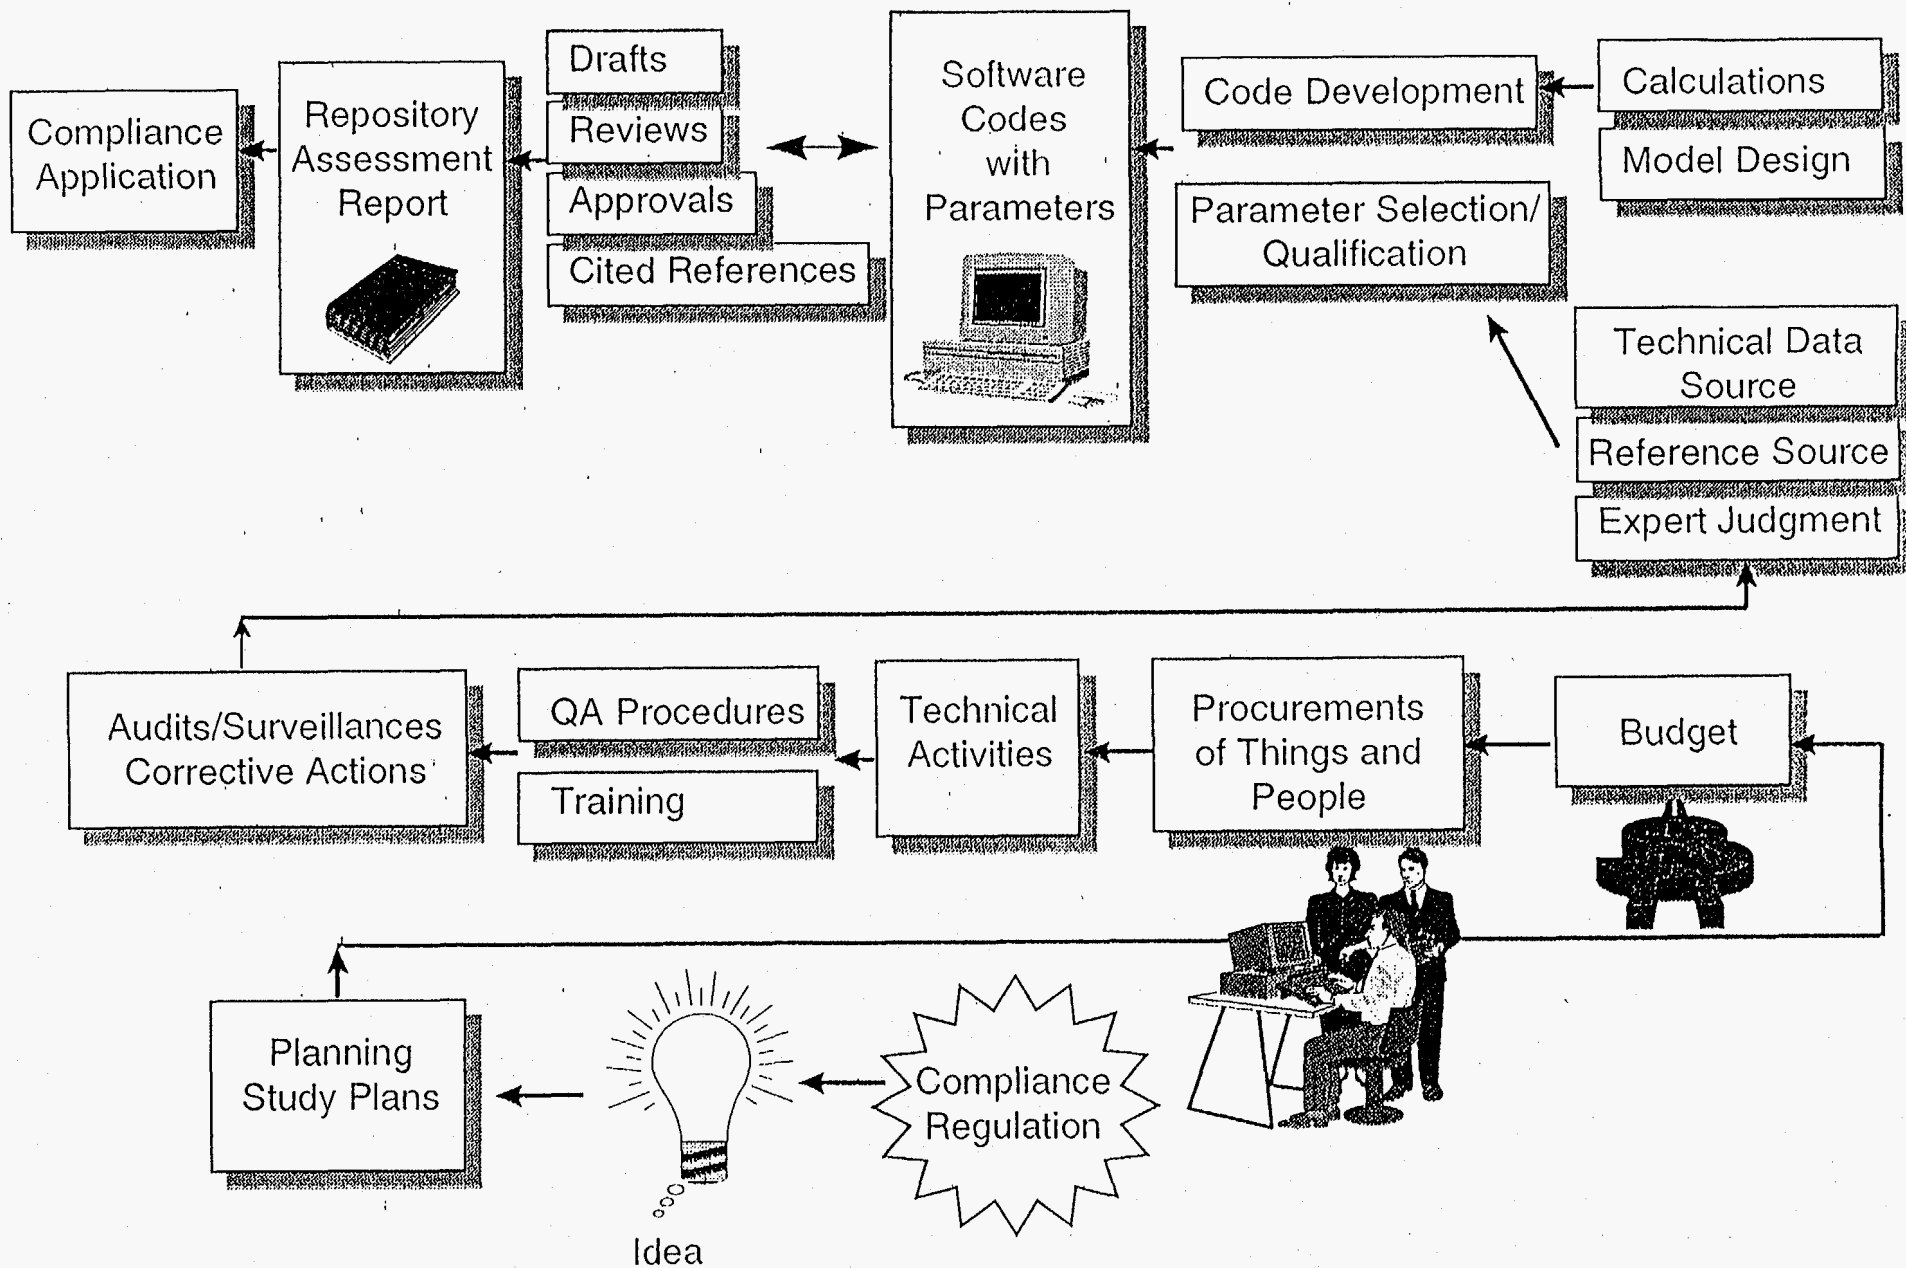 Compliance
Application
Repository
Assessment
Report
Drafts
Reviews
Approvals
Cited References
Software
Codes
with
Parameters
Code Development
Parameter Selection/
Qualification
Calculations
Model Design
Technical Data
Source
Reference Source
Expert Judgment
Audits/Surveillances
Corrective Actions
QA Procedures
Training
Technical
Activities
Procurements
of Things and
People
Budget
Planning
Study Plans
Idea
Compliance
Regulation